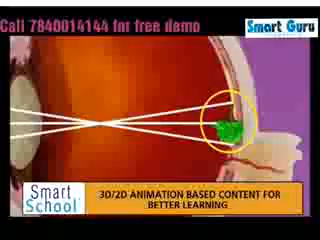 Call 7840014144 for free demo
Smart Guru
Smart
School
3D/2D ANIMATION BASED CONTENT FOR
BETTER LEARNING